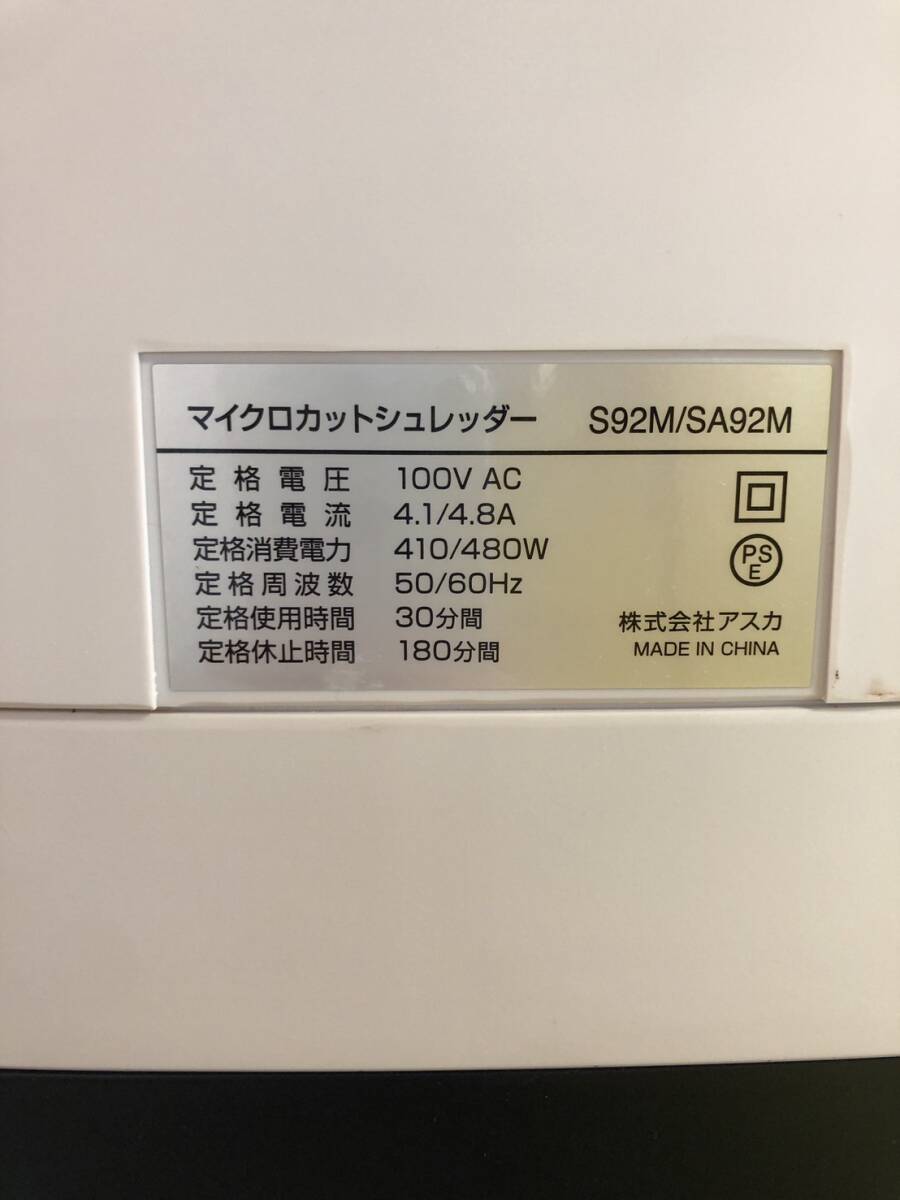 マイクロカットシュレッダー S92M/SA92M
定格電圧 100V AC
定格電流 4.1/4.8A
定格消費電力 410/480W
定格周波数 50/60Hz
定格使用時間 30分間
定格休止時間 180分間
PS
E
株式会社アスカ
MADE IN CHINA